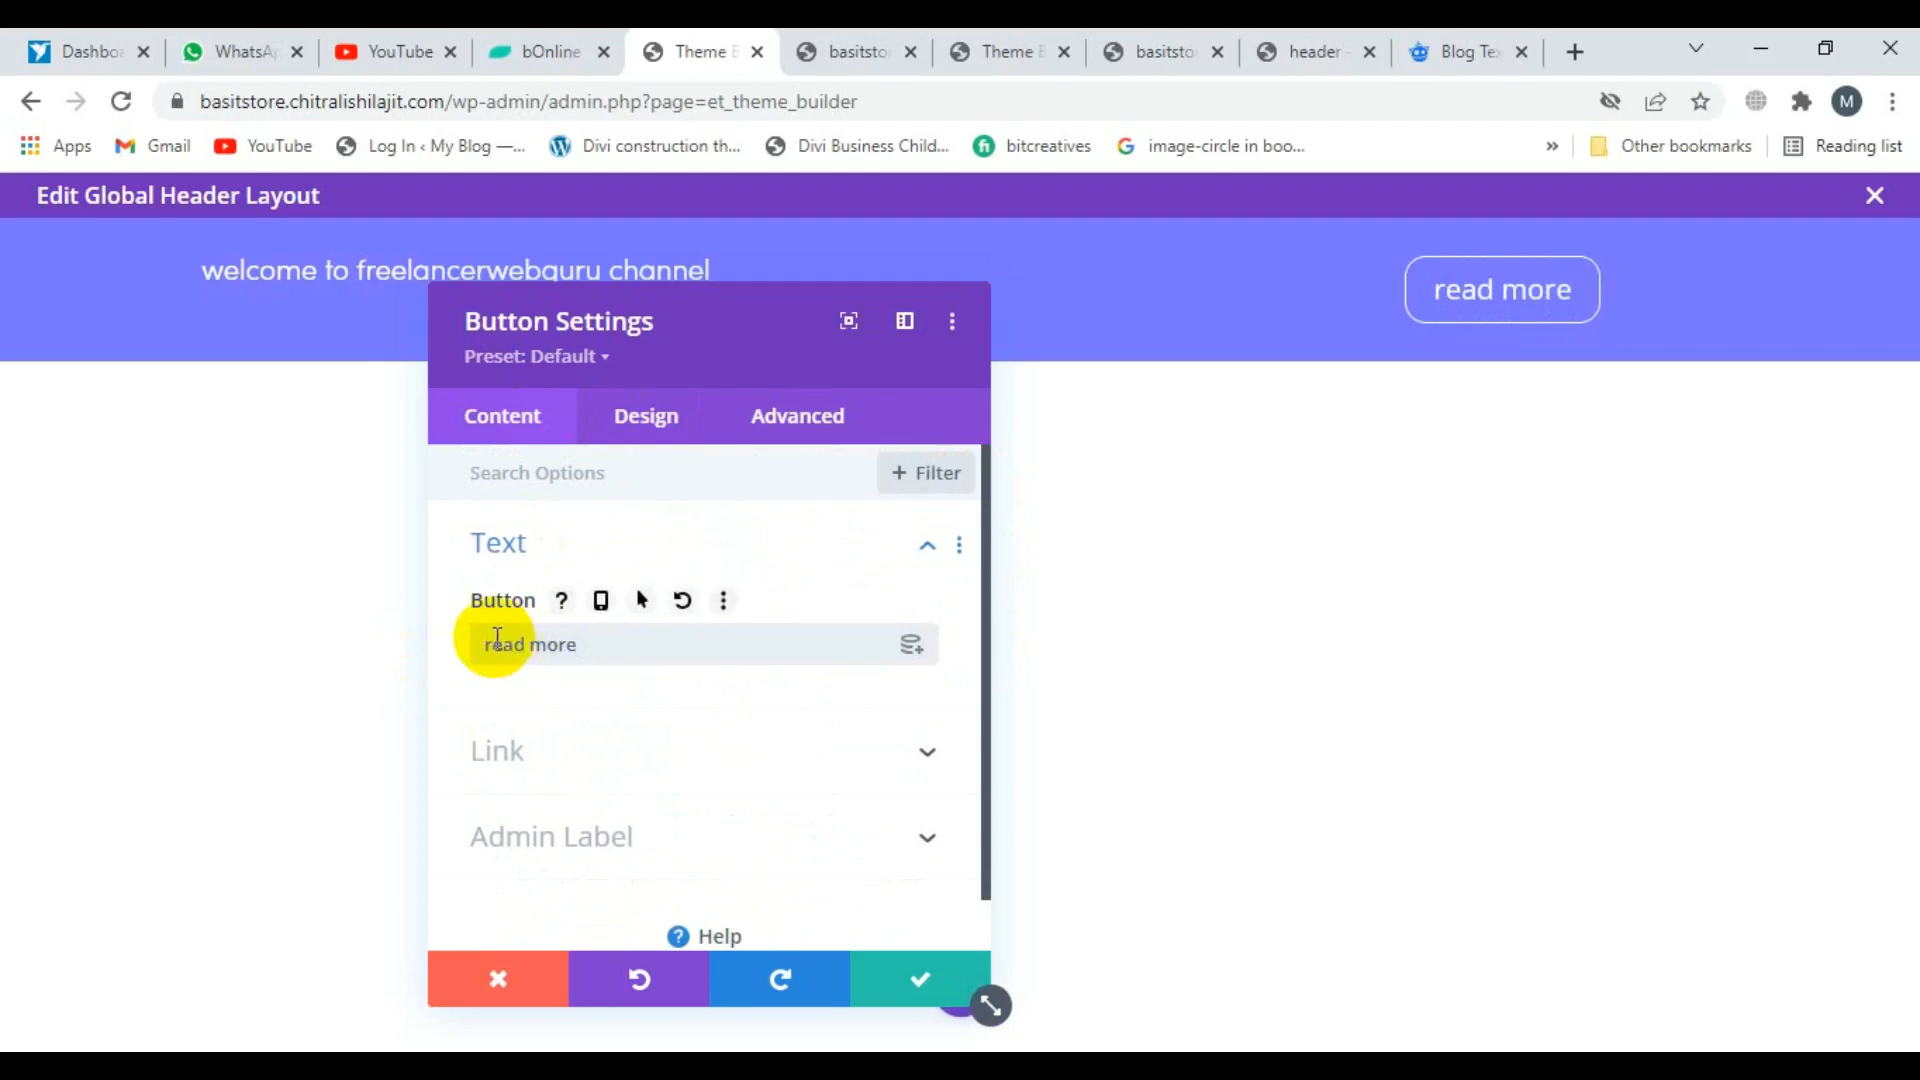 Dashboa
WhatsA
YouTube
bOnline
Theme B
basitsto
Theme B
basitsto
header -
Blog Te
basitstore.chitralishilajit.com/wp-admin/admin.php?page=et_theme_builder
M
Apps
Gmail
YouTube
Log In ‹ My Blog —...
Divi construction th...
Divi Business Child...
bitcreatives
image-circle in boo...
»
Other bookmarks
Reading list
Edit Global Header Layout
welcome to freelancerwebguru channel
read more
Button Settings
Preset: Default
Content
Design
Advanced
Search Options
+ Filter
Text
Button
?
read more
Link
Admin Label
? Help